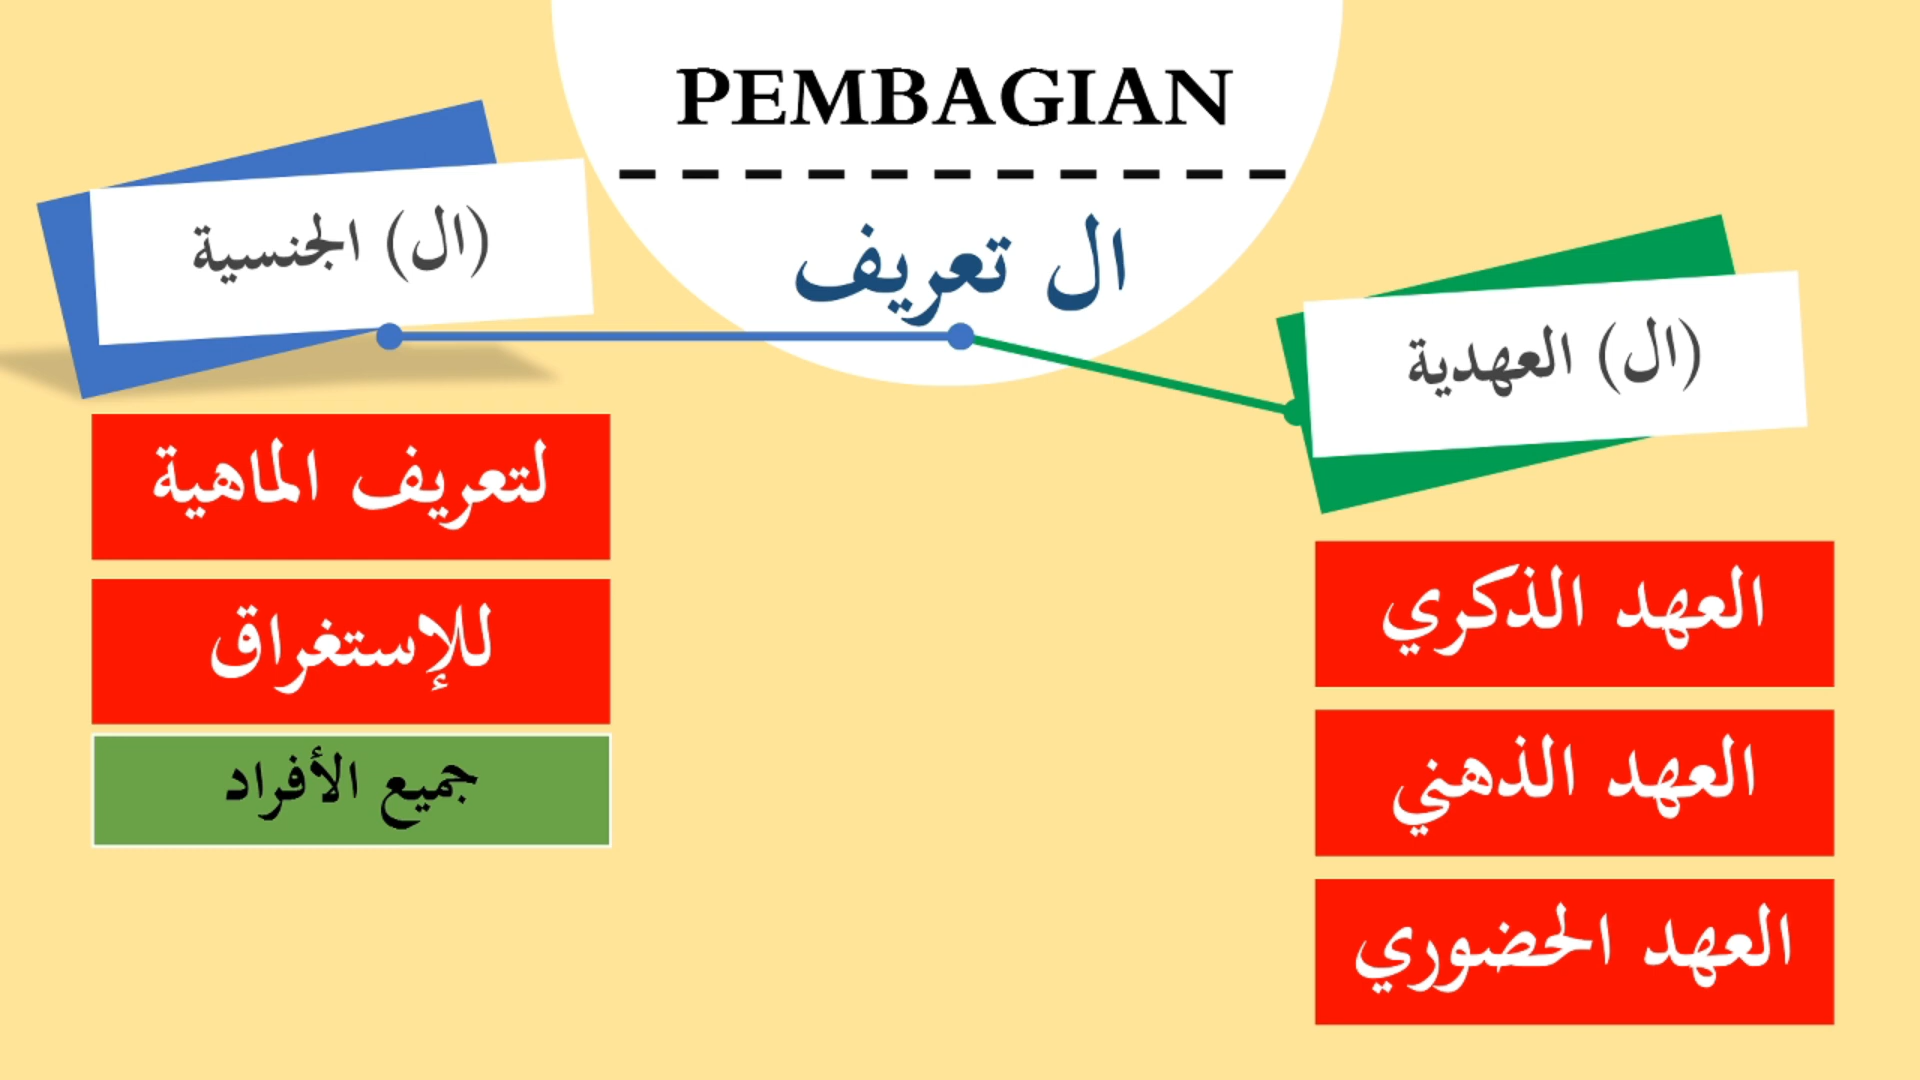 PEMBAGIAN
ال تعريف
(ال) الجنسية
لتعريف الماهية
للإستغراق
جميع الأفراد
(ال) العهدية
العهد الذكري
العهد الذهني
العهد الحضوري